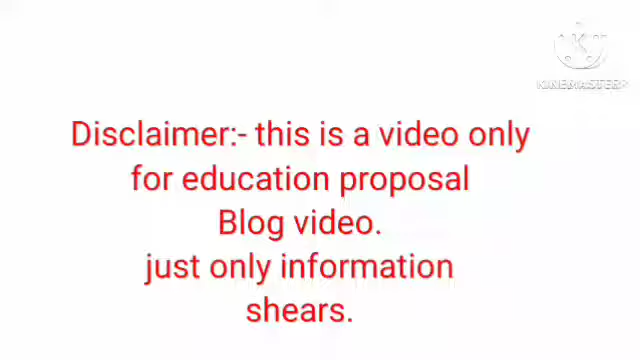 KINEMASTER
Disclaimer:- this is a video only
for education proposal
Blog video.
just only information
shears.